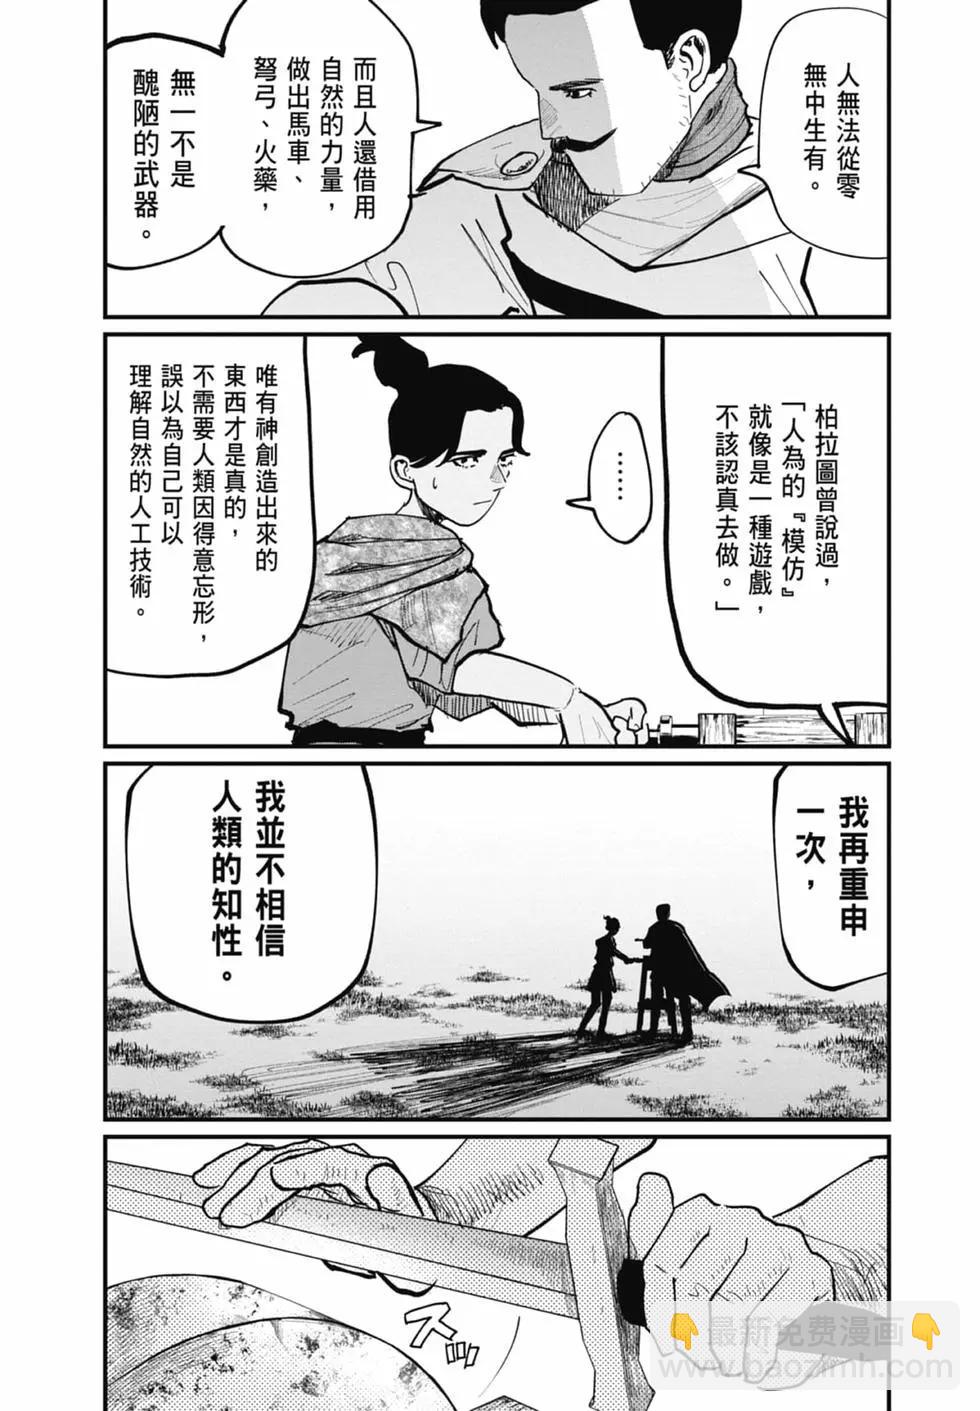 人無法從零
無中生有。
而且人還借用
自然的力量，
做出馬車、
弩弓、火藥，
無一不是
醜陋的武器。
柏拉圖曾說過，
「人為的『模仿』
就像是一種遊戲，
不該認真去做。」
……
唯有神創造出來的
東西才是真的，
不需要人類因得意忘形，
誤以為自己可以
理解自然的人工技術。
我再重申
一次，
我並不相信
人類的知性。
👇最新免费漫画👇
www.baozimh.com